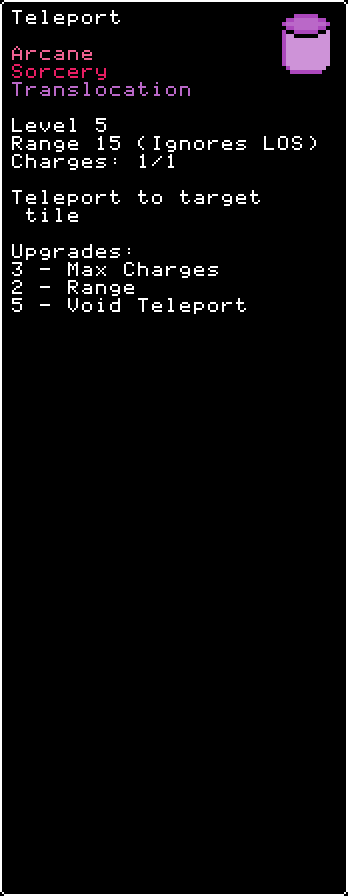 Teleport
Arcane
Sorcery
Translocation
Level 5
Range 15 (Ignores LOS)
Charges: 1/1
Teleport to target
tile
Upgrades:
3 - Max Charges
2 - Range
5 - Void Teleport